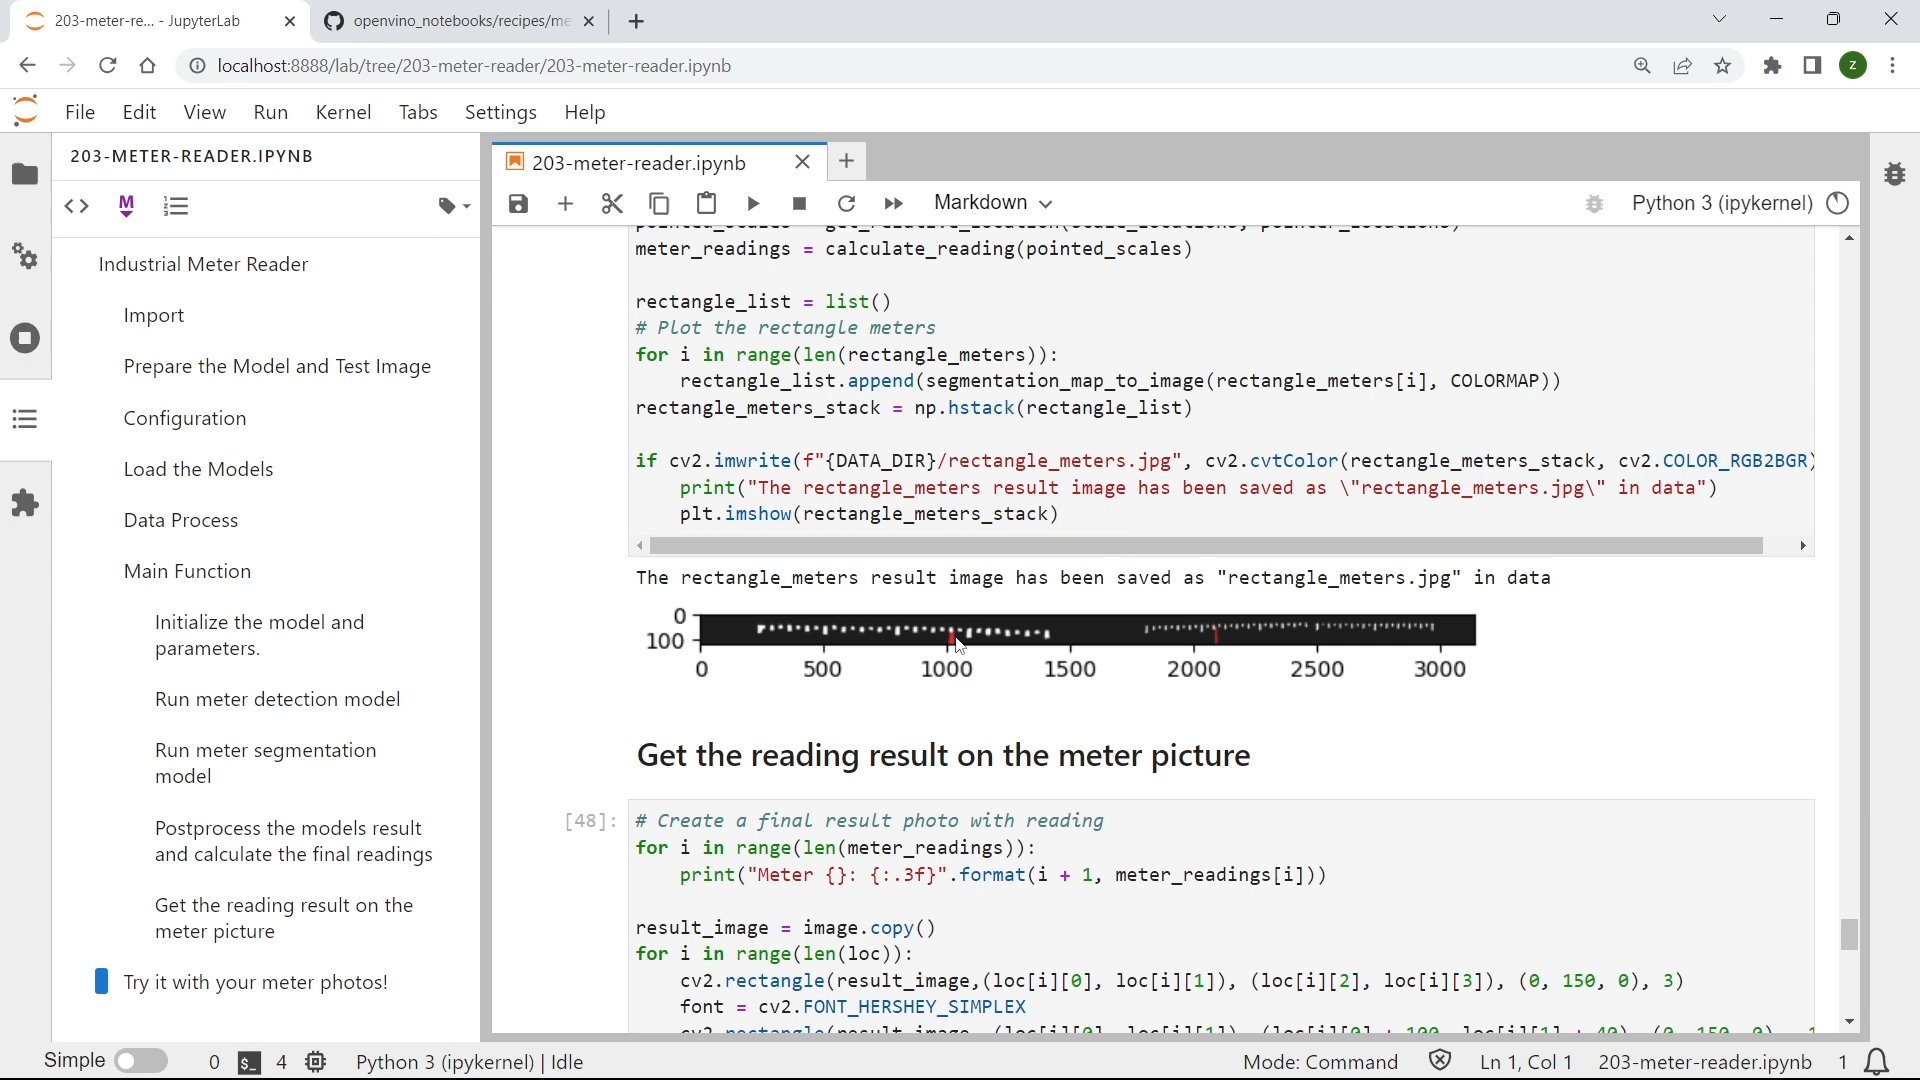 203-meter-re... - JupyterLab
openvino_notebooks/recipes/me
localhost:8888/lab/tree/203-meter-reader/203-meter-reader.ipynb
z
File Edit View Run Kernel Tabs Settings Help
203-METER-READER.IPYNB
203-meter-reader.ipynb
M
Markdown
Python 3 (ipykernel)
Industrial Meter Reader
Import
Prepare the Model and Test Image
Configuration
Load the Models
Data Process
Main Function
Initialize the model and
parameters.
Run meter detection model
Run meter segmentation
model
Postprocess the models result
and calculate the final readings
Get the reading result on the
meter picture
Try it with your meter photos!
meter_readings = calculate_reading(pointed_scales)
rectangle_list = list()
# Plot the rectangle meters
for i in range(len(rectangle_meters)):
rectangle_list.append(segmentation_map_to_image(rectangle_meters[i], COLORMAP))
rectangle_meters_stack = np.hstack(rectangle_list)
if cv2.imwrite(f"{DATA_DIR}/rectangle_meters.jpg", cv2.cvtColor(rectangle_meters_stack, cv2.COLOR_RGB2BGR)
print("The rectangle_meters result image has been saved as \"rectangle_meters.jpg\" in data")
plt.imshow(rectangle_meters_stack)
The rectangle_meters result image has been saved as "rectangle_meters.jpg" in data
0
100
0 500 1000 1500 2000 2500 3000
Get the reading result on the meter picture
[48]:
# Create a final result photo with reading
for i in range(len(meter_readings)):
print("Meter {}: {:.3f}".format(i + 1, meter_readings[i]))
result_image = image.copy()
for i in range(len(loc)):
cv2.rectangle(result_image,(loc[i][0], loc[i][1]), (loc[i][2], loc[i][3]), (0, 150, 0), 3)
font = cv2.FONT_HERSHEY_SIMPLEX
Simple 0 $_ 4 Python 3 (ipykernel) | Idle Mode: Command Ln 1, Col 1 203-meter-reader.ipynb 1